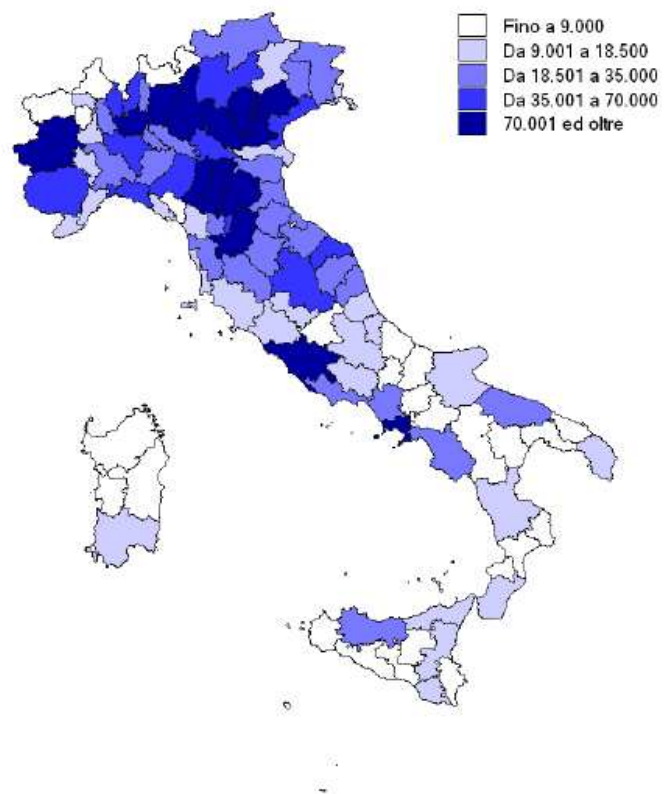 Fino a 9.000
Da 9.001 a 18.500
Da 18.501 a 35.000
Da 35.001 a 70.000
70.001 ed oltre